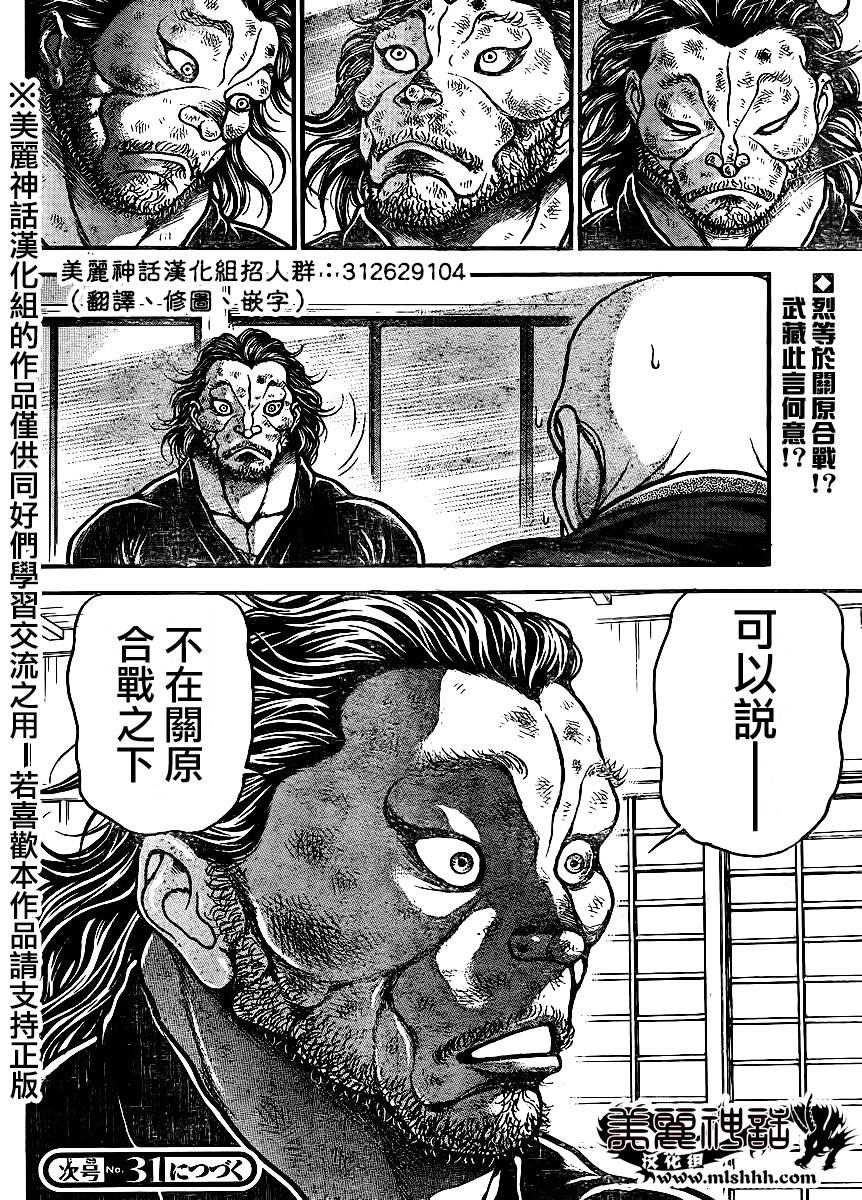 ※美麗神話漢化組的作品僅供同好們學習交流之用‖若喜歡本作品請支持正版
美麗神話漢化組招人群：312629104
（翻譯、修圖、嵌字）
◆烈等於關原合戰!?
武藏此言何意!?
可以説──
不在關原
合戰之下
次号No.31につづく
美麗神話
汉化组
www.mlshhh.com